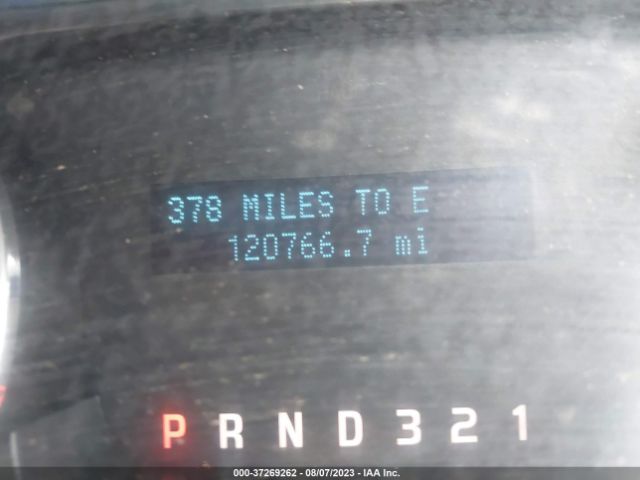 378 MILES TO E
120766.7 mi
P R N D 3 2 1
000-37269262 - 08/07/2023 - IAA Inc.